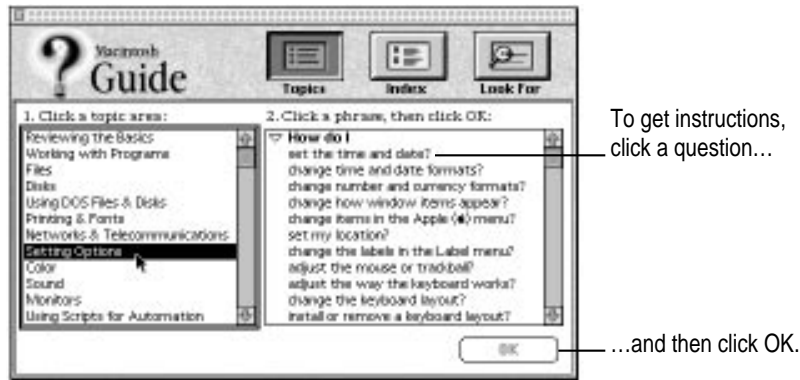 Macintosh
Guide
Topics
Index
Look For
1. Click a topic area:
Reviewing the Basics
Working with Programs
Files
Disks
Using DOS Files & Disks
Printing & Fonts
Networks & Telecommunications
Setting Options
Color
Sound
Monitors
Using Scripts for Automation
2. Click a phrase, then click OK:
How do I
set the time and date?
change time and date formats?
change number and currency formats?
change how window items appear?
change items in the Apple () menu?
set my location?
change the labels in the Label menu?
adjust the mouse or trackball?
adjust the way the keyboard works?
change the keyboard layout?
install or remove a keyboard layout?
OK
To get instructions,
click a question…
…and then click OK.